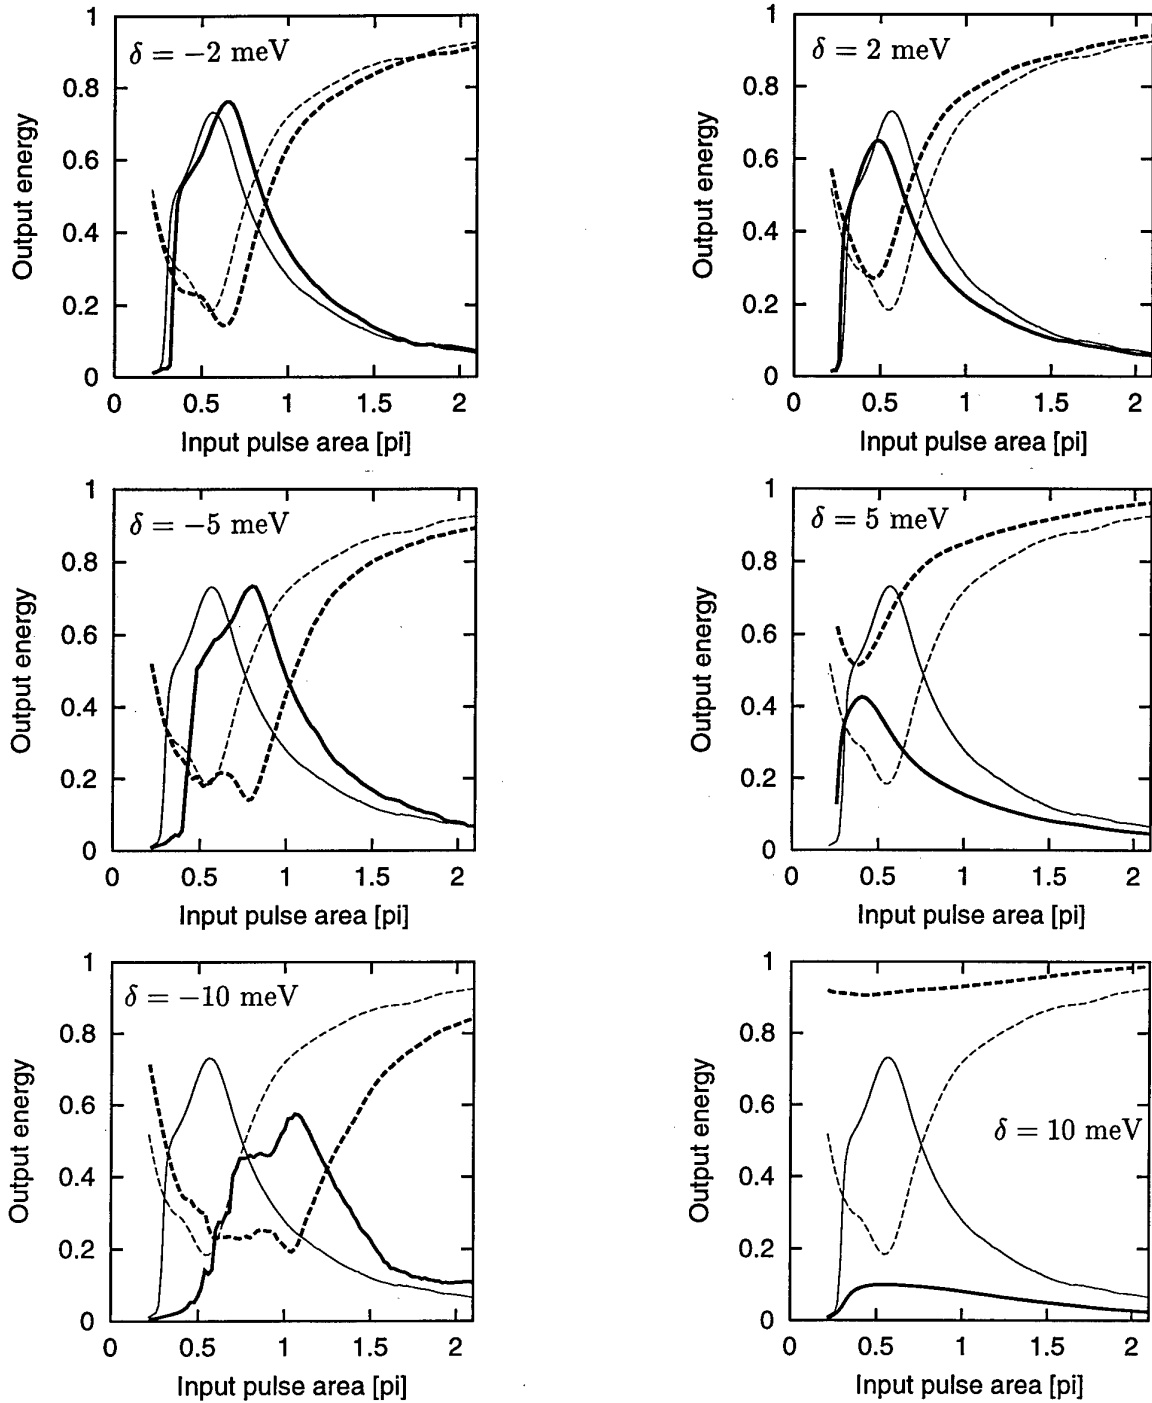 δ = −2 meV
1
0.8
0.6
0.4
0.2
0
Output energy
0 0.5 1 1.5 2
Input pulse area [pi]
δ = 2 meV
1
0.8
0.6
0.4
0.2
0
Output energy
0 0.5 1 1.5 2
Input pulse area [pi]
δ = −5 meV
1
0.8
0.6
0.4
0.2
0
Output energy
0 0.5 1 1.5 2
Input pulse area [pi]
δ = 5 meV
1
0.8
0.6
0.4
0.2
0
Output energy
0 0.5 1 1.5 2
Input pulse area [pi]
δ = −10 meV
1
0.8
0.6
0.4
0.2
0
Output energy
0 0.5 1 1.5 2
Input pulse area [pi]
δ = 10 meV
1
0.8
0.6
0.4
0.2
0
Output energy
0 0.5 1 1.5 2
Input pulse area [pi]